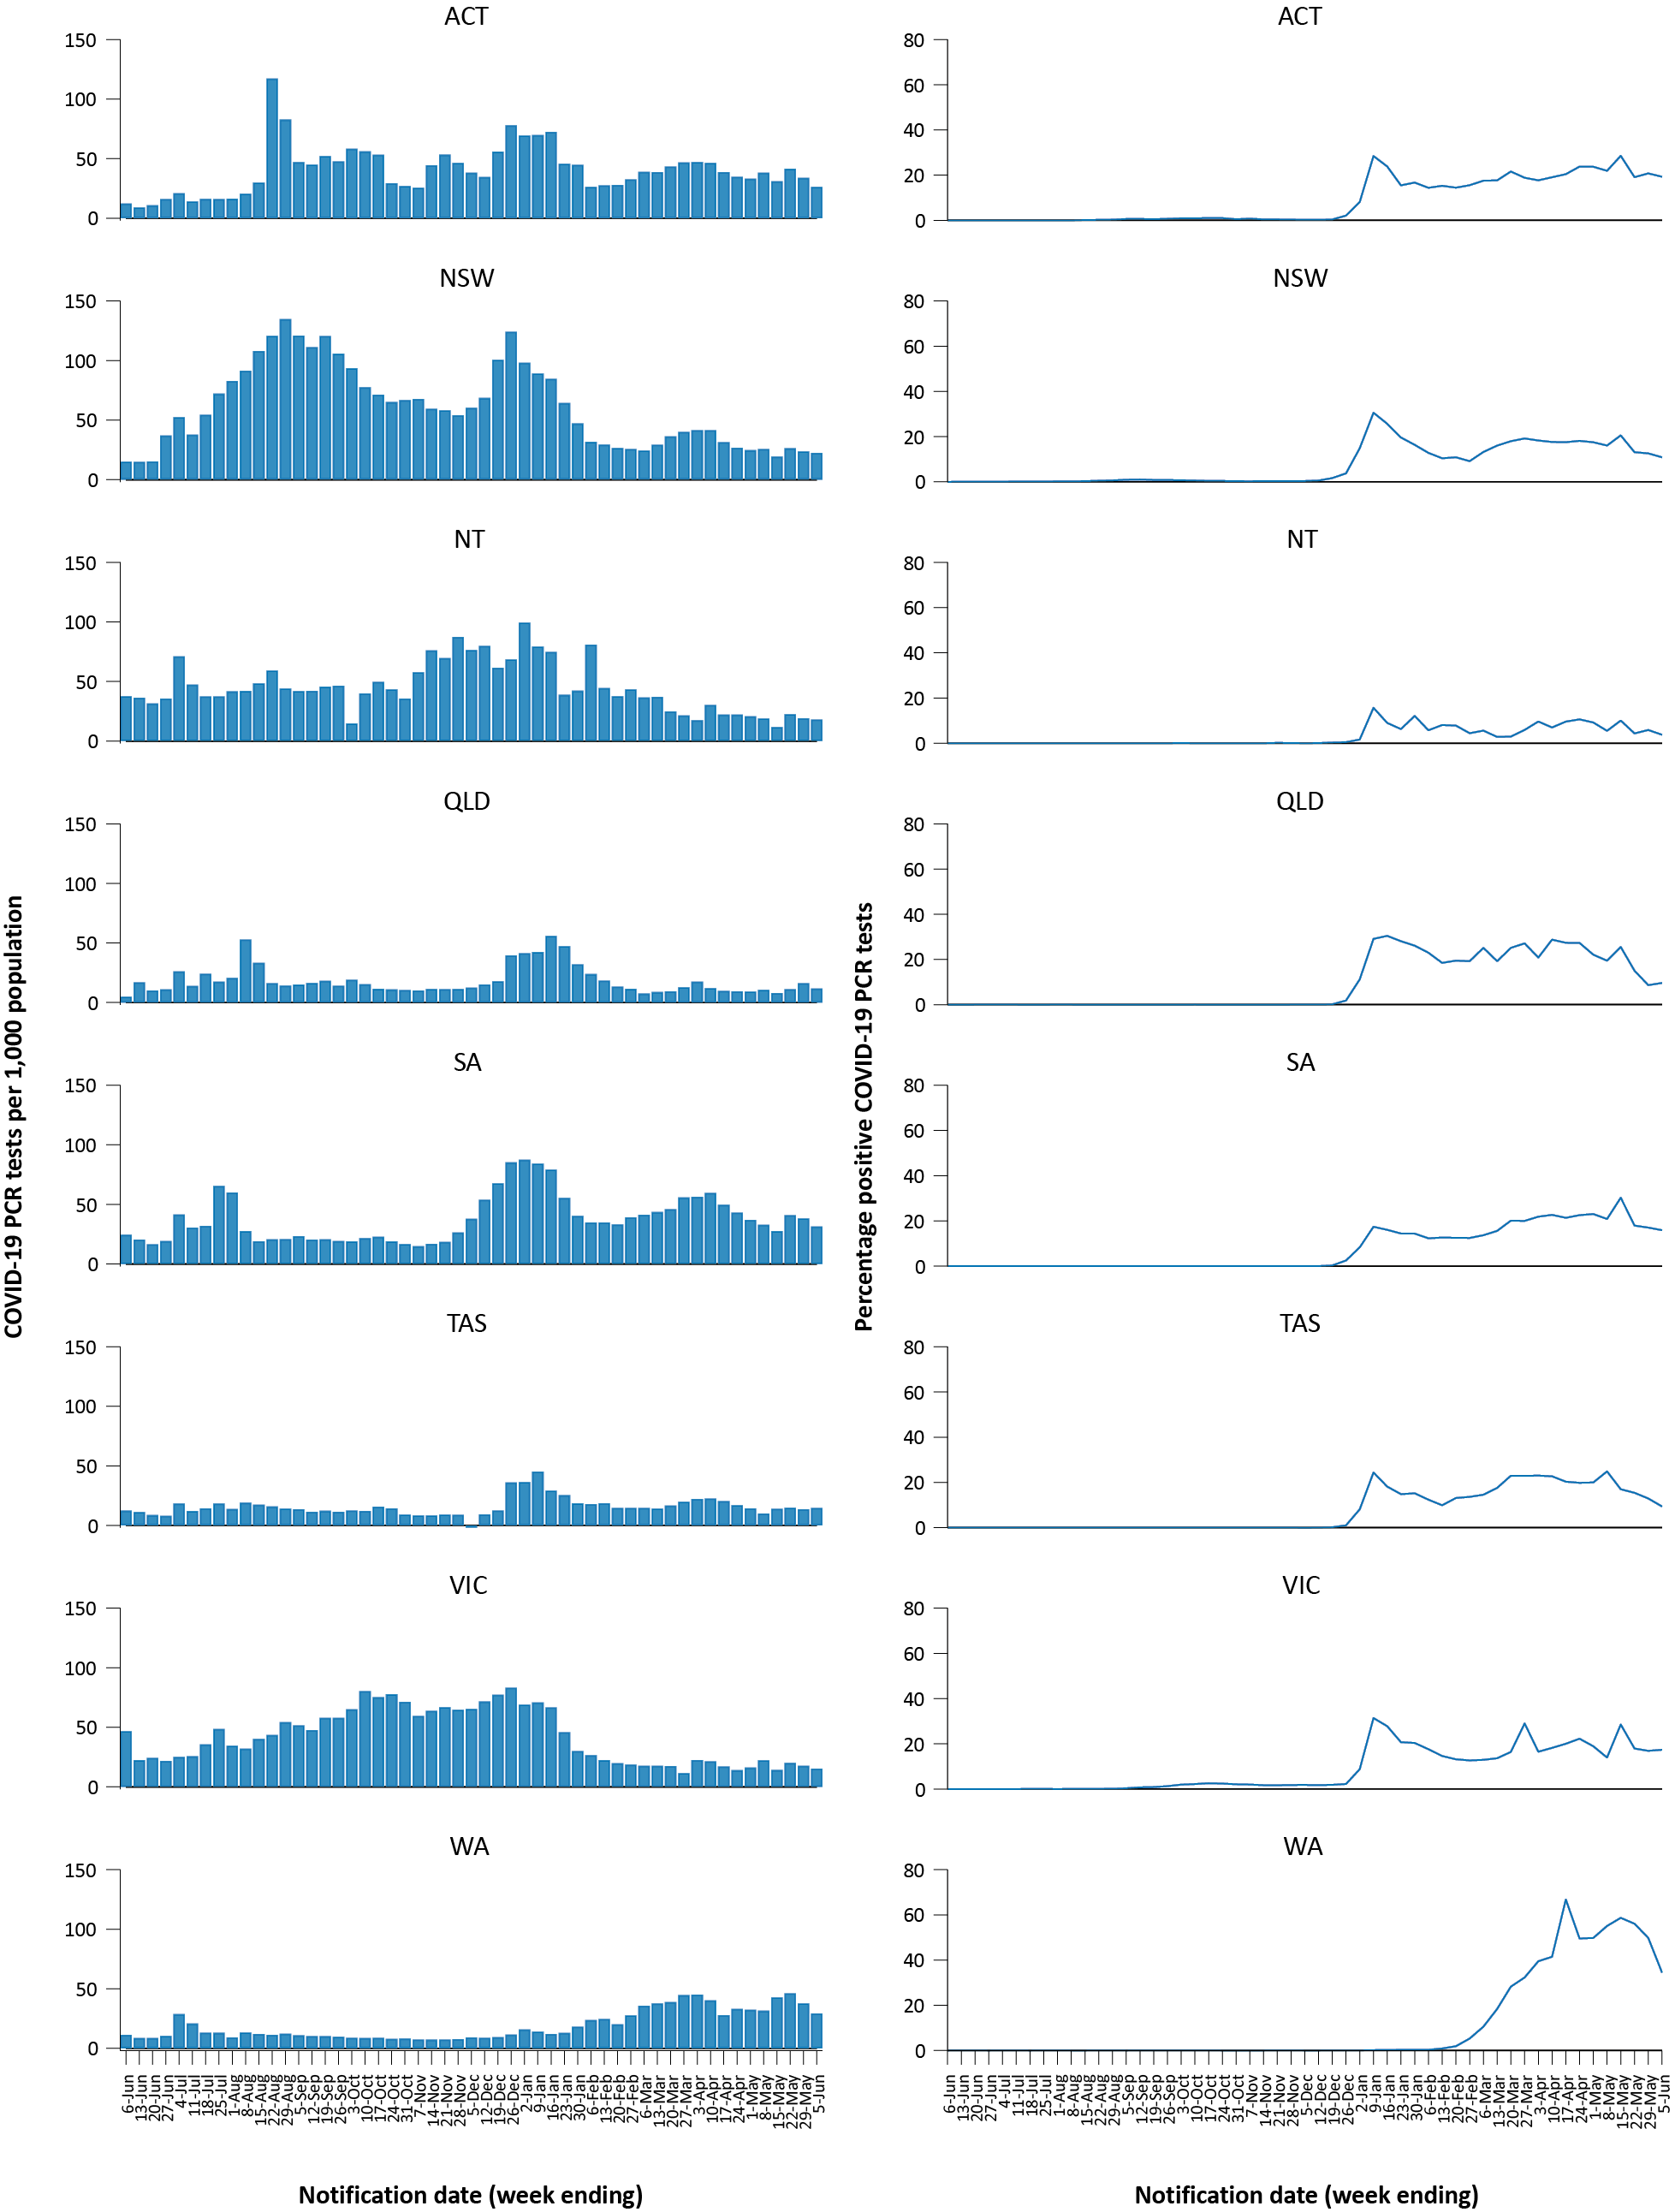 ACT
150
100
50
0
ACT
80
60
40
20
0
NSW
150
100
50
0
NSW
80
60
40
20
0
NT
150
100
50
0
NT
80
60
40
20
0
QLD
150
100
50
0
QLD
80
60
40
20
0
COVID-19 PCR tests per 1,000 population
Percentage positive COVID-19 PCR tests
SA
150
100
50
0
SA
80
60
40
20
0
TAS
150
100
50
0
TAS
80
60
40
20
0
VIC
150
100
50
0
VIC
80
60
40
20
0
WA
150
100
50
0
WA
80
60
40
20
0
6-Jun
13-Jun
20-Jun
27-Jun
4-Jul
11-Jul
18-Jul
25-Jul
1-Aug
8-Aug
15-Aug
22-Aug
29-Aug
5-Sep
12-Sep
19-Sep
26-Sep
3-Oct
10-Oct
17-Oct
24-Oct
31-Oct
7-Nov
14-Nov
21-Nov
28-Nov
5-Dec
12-Dec
19-Dec
26-Dec
2-Jan
9-Jan
16-Jan
23-Jan
30-Jan
6-Feb
13-Feb
20-Feb
27-Feb
6-Mar
13-Mar
20-Mar
27-Mar
3-Apr
10-Apr
17-Apr
24-Apr
1-May
8-May
15-May
22-May
29-May
5-Jun
6-Jun
13-Jun
20-Jun
27-Jun
4-Jul
11-Jul
18-Jul
25-Jul
1-Aug
8-Aug
15-Aug
22-Aug
29-Aug
5-Sep
12-Sep
19-Sep
26-Sep
3-Oct
10-Oct
17-Oct
24-Oct
31-Oct
7-Nov
14-Nov
21-Nov
28-Nov
5-Dec
12-Dec
19-Dec
26-Dec
2-Jan
9-Jan
16-Jan
23-Jan
30-Jan
6-Feb
13-Feb
20-Feb
27-Feb
6-Mar
13-Mar
20-Mar
27-Mar
3-Apr
10-Apr
17-Apr
24-Apr
1-May
8-May
15-May
22-May
29-May
5-Jun
Notification date (week ending)
Notification date (week ending)